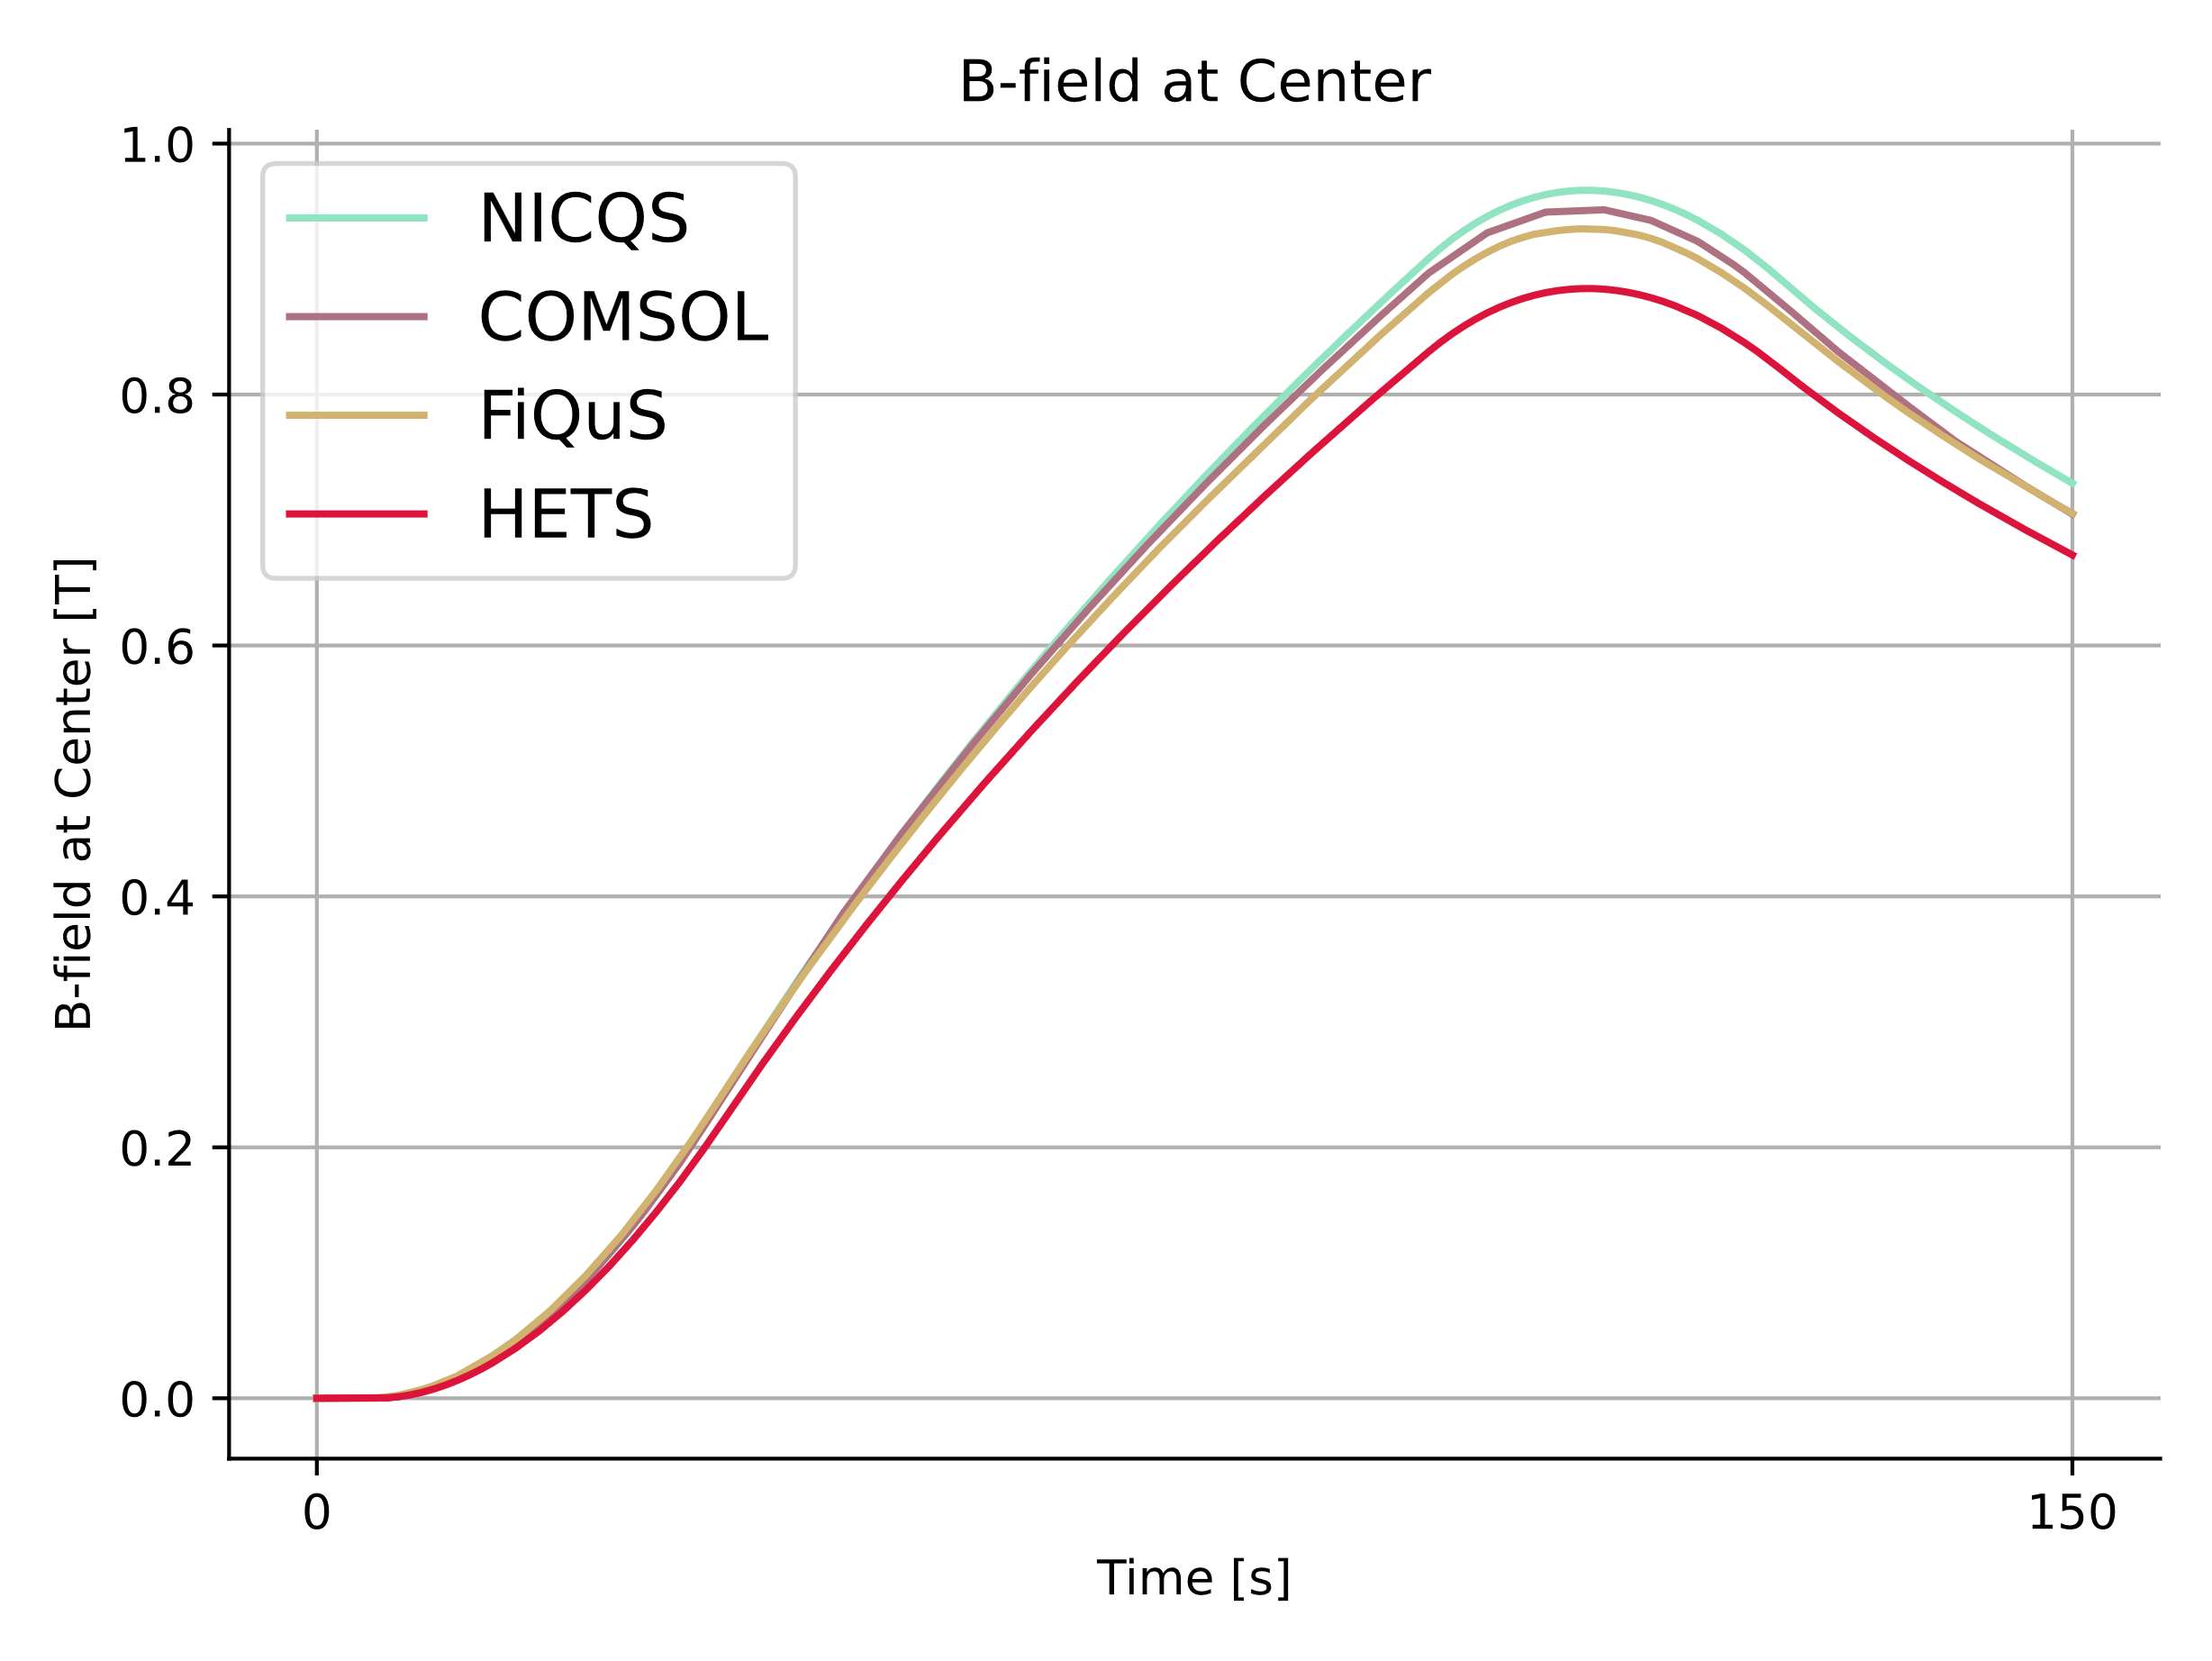 B-field at Center
1.0
0.8
0.6
0.4
0.2
0.0
B-field at Center [T]
NICQS
COMSOL
FiQuS
HETS
0
150
Time [s]